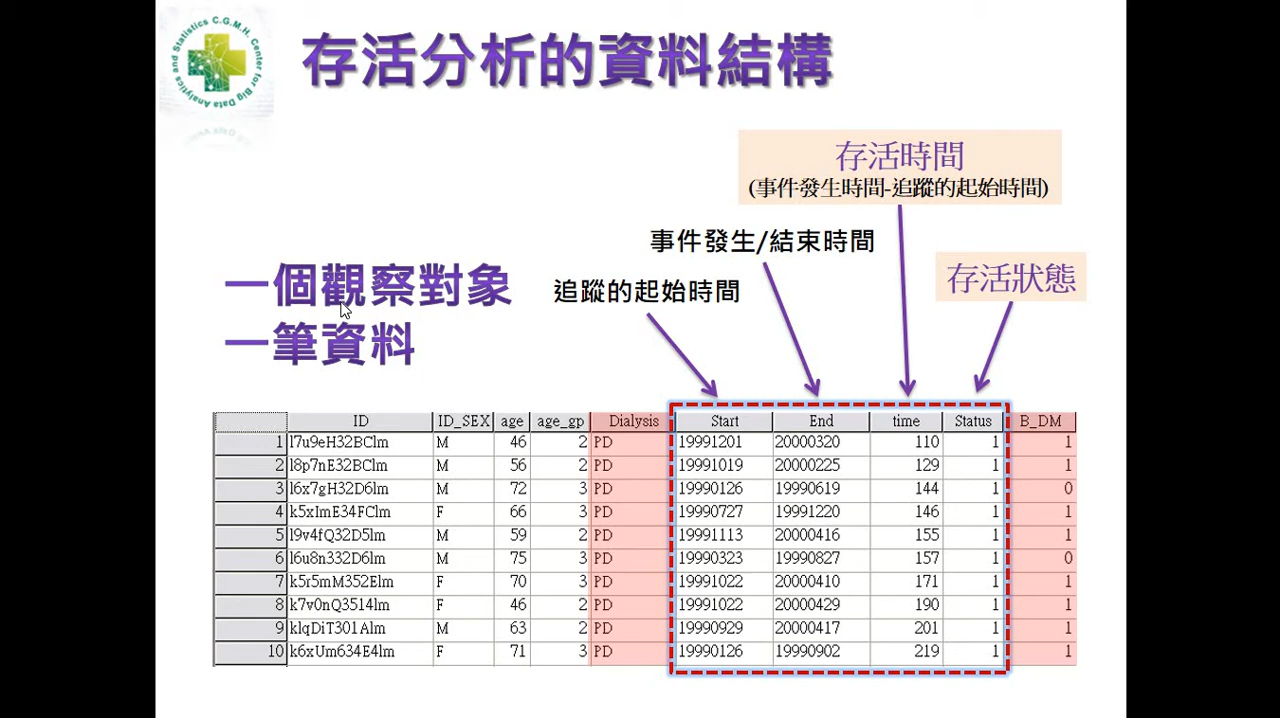 C.G.M.H. Center for Big Data Analytics and Statistics
存活分析的資料結構
存活時間
(事件發生時間-追蹤的起始時間)
事件發生/結束時間
存活狀態
追蹤的起始時間
一個觀察對象
一筆資料
ID ID_SEX age age_gp Dialysis Start End time Status B_DM
1 l7u9eH32BClm M 46 2 PD 19991201 20000320 110 1 1
2 l8p7nE32BClm M 56 2 PD 19991019 20000225 129 1 1
3 l6x7gH32D6lm M 72 3 PD 19990126 19990619 144 1 0
4 k5xImE34FClm F 66 3 PD 19990727 19991220 146 1 1
5 l9v4fQ32D5lm M 59 2 PD 19991113 20000416 155 1 1
6 l6u8n332D6lm M 75 3 PD 19990323 19990827 157 1 0
7 k5r5mM352Elm F 70 3 PD 19991022 20000410 171 1 1
8 k7v0nQ3514lm F 46 2 PD 19991022 20000429 190 1 1
9 klqDiT301Alm M 63 2 PD 19990929 20000417 201 1 1
10 k6xUm634E4lm F 71 3 PD 19990126 19990902 219 1 1